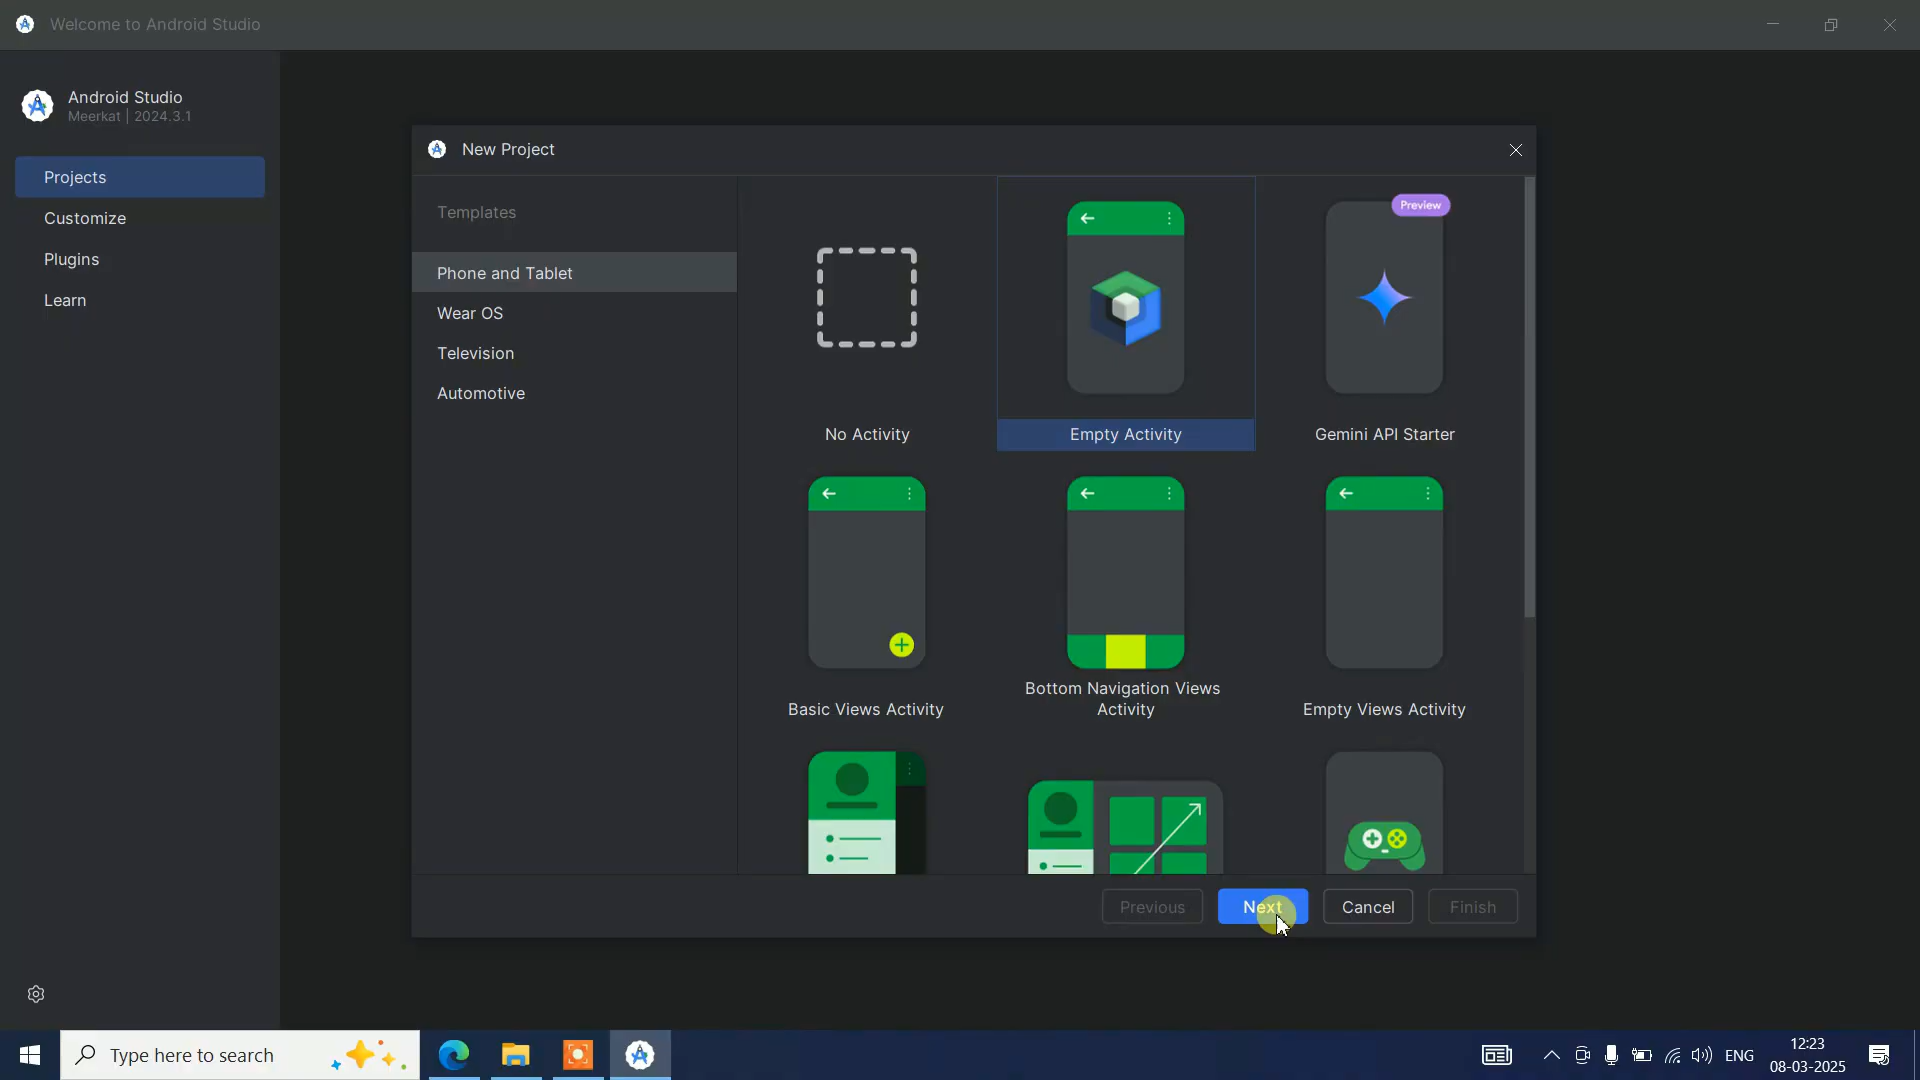 Welcome to Android Studio
Android Studio
Meerkat | 2024.3.1
Projects
Customize
Plugins
Learn
New Project
Templates
Phone and Tablet
Wear OS
Television
Automotive
Preview
No Activity
Empty Activity
Gemini API Starter
Basic Views Activity
Bottom Navigation Views
Activity
Empty Views Activity
Previous
Next
Cancel
Finish
Type here to search
ENG
12:23
08-03-2025